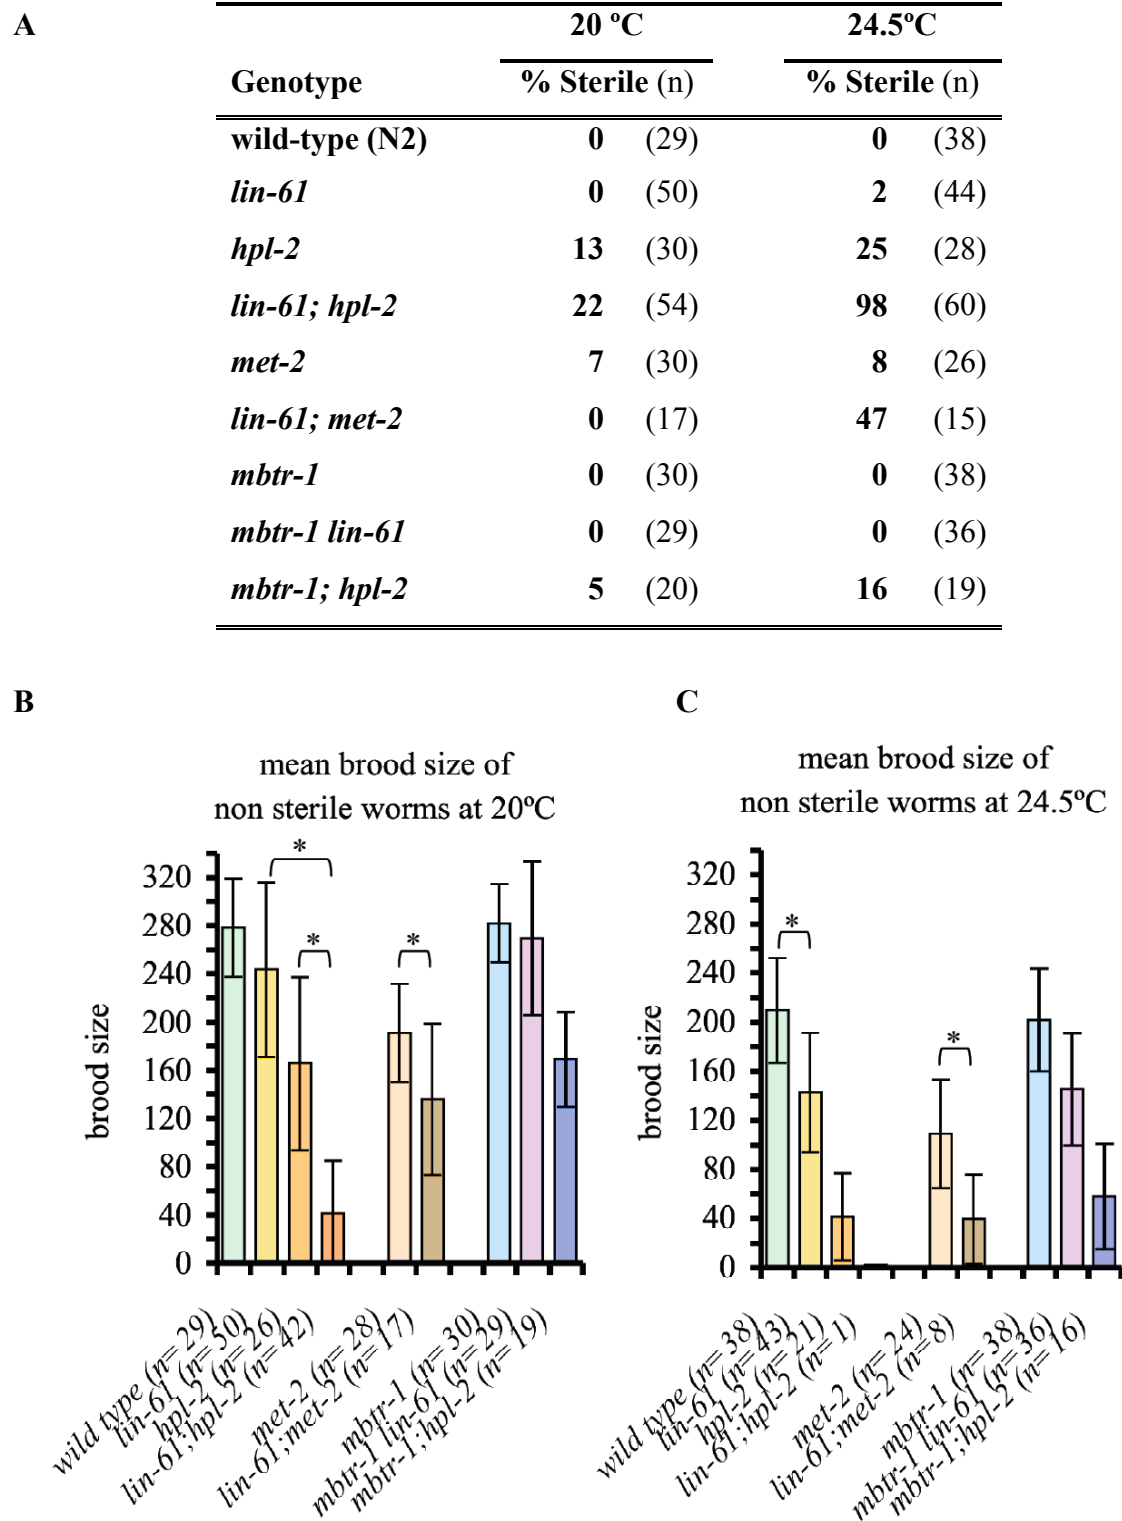 A
20 ºC 24.5ºC
Genotype % Sterile (n) % Sterile (n)
wild-type (N2) 0 (29) 0 (38)
lin-61 0 (50) 2 (44)
hpl-2 13 (30) 25 (28)
lin-61; hpl-2 22 (54) 98 (60)
met-2 7 (30) 8 (26)
lin-61; met-2 0 (17) 47 (15)
mbtr-1 0 (30) 0 (38)
mbtr-1 lin-61 0 (29) 0 (36)
mbtr-1; hpl-2 5 (20) 16 (19)
B
mean brood size of
non sterile worms at 20ºC
brood size
320
280
240
200
160
120
80
40
0
*
*
*
wild type (n=29)
lin-61 (n=50)
hpl-2 (n=26)
lin-61;hpl-2 (n=42)
met-2 (n=28)
lin-61;met-2 (n=17)
mbtr-1 (n=30)
mbtr-1 lin-61 (n=29)
mbtr-1;hpl-2 (n=19)
C
mean brood size of
non sterile worms at 24.5ºC
brood size
320
280
240
200
160
120
80
40
0
*
*
wild type (n=38)
lin-61 (n=43)
hpl-2 (n=21)
lin-61;hpl-2 (n=1)
met-2 (n=24)
lin-61;met-2 (n=8)
mbtr-1 (n=38)
mbtr-1 lin-61 (n=36)
mbtr-1;hpl-2 (n=16)